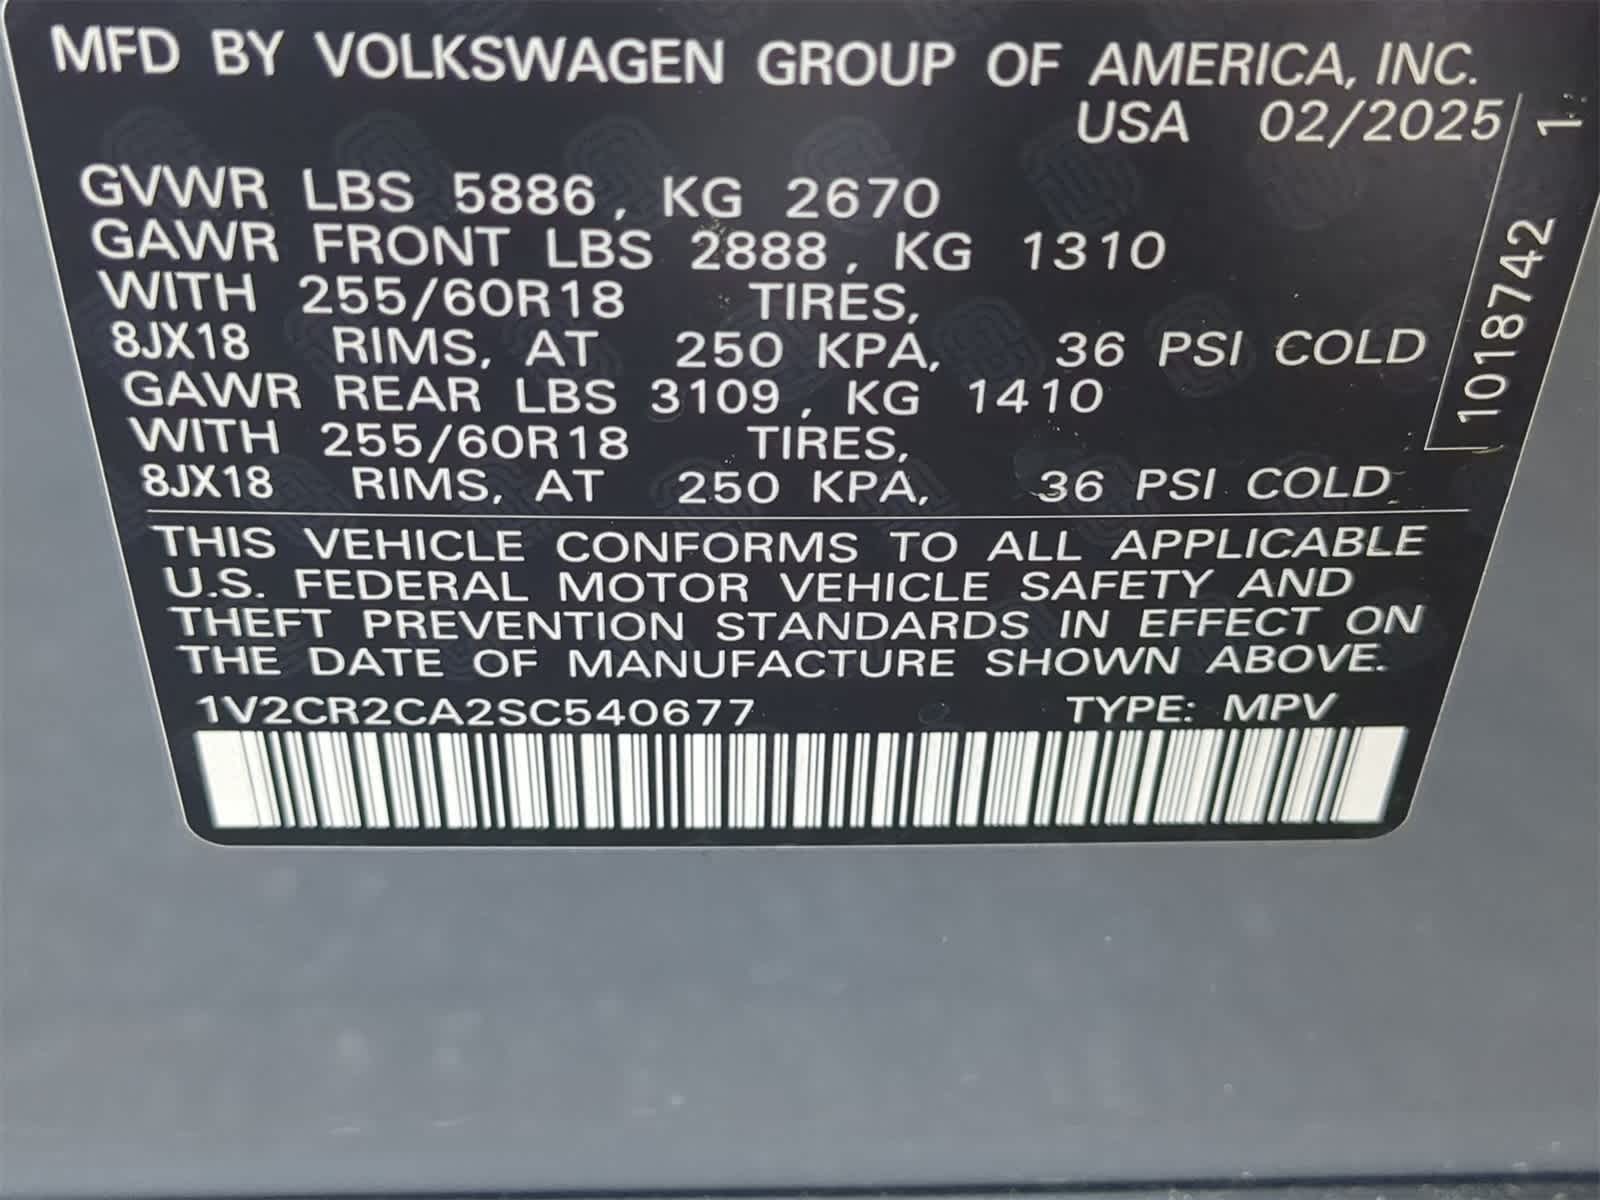 MFD BY VOLKSWAGEN GROUP OF AMERICA, INC.
USA 02/2025
GVWR LBS 5886, KG 2670
GAWR FRONT LBS 2888, KG 1310
WITH 255/60R18 TIRES,
8JX18 RIMS, AT 250 KPA, 36 PSI COLD
GAWR REAR LBS 3109, KG 1410
WITH 255/60R18 TIRES,
8JX18 RIMS, AT 250 KPA, 36 PSI COLD
THIS VEHICLE CONFORMS TO ALL APPLICABLE
U.S. FEDERAL MOTOR VEHICLE SAFETY AND
THEFT PREVENTION STANDARDS IN EFFECT ON
THE DATE OF MANUFACTURE SHOWN ABOVE.
1V2CR2CA2SC540677 TYPE: MPV
1018742 1